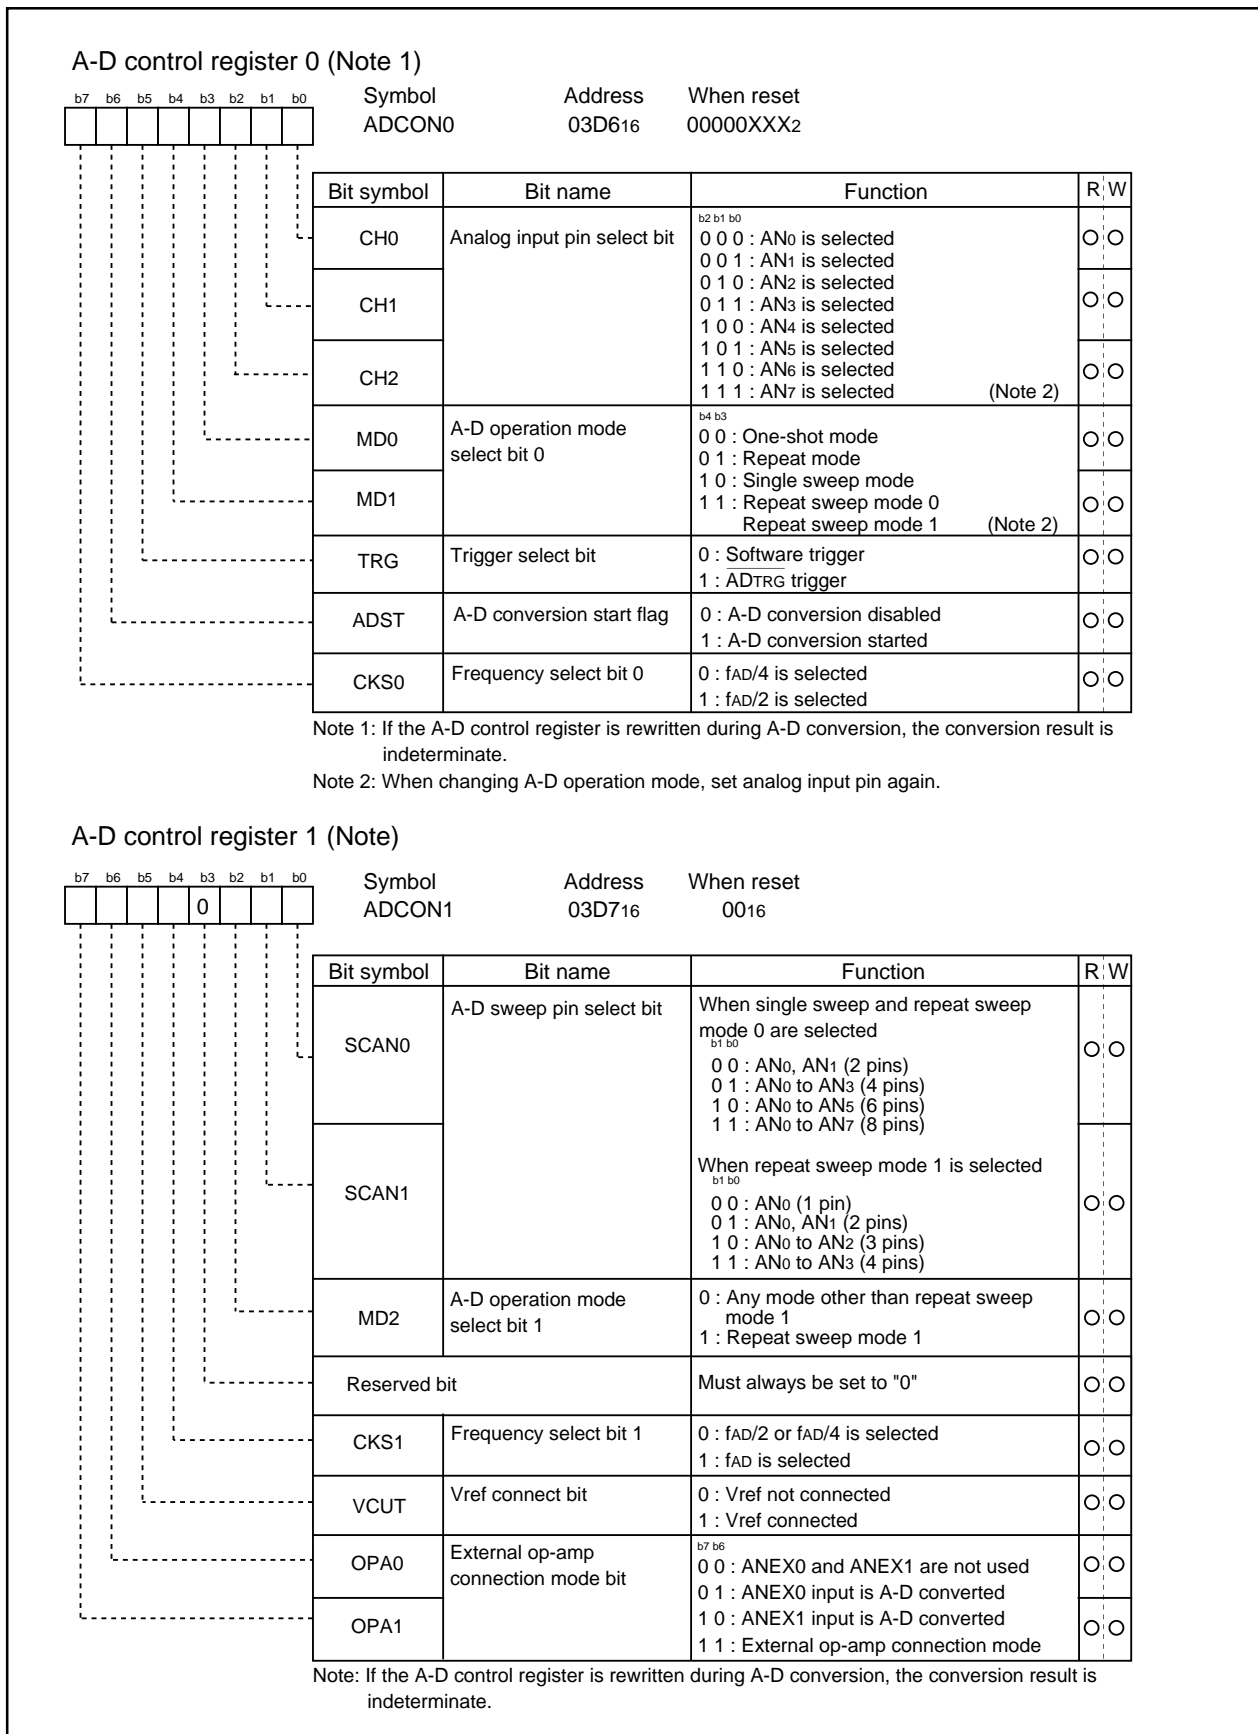 A-D control register 0 (Note 1)
b7 b6 b5 b4 b3 b2 b1 b0
Symbol Address When reset
ADCON0 03D616 00000XXX2
Bit symbol Bit name Function R W
CH0 Analog input pin select bit
b2 b1 b0
0 0 0 : AN0 is selected
0 0 1 : AN1 is selected
0 1 0 : AN2 is selected
CH1
0 1 1 : AN3 is selected
1 0 0 : AN4 is selected
1 0 1 : AN5 is selected
CH2
1 1 0 : AN6 is selected
1 1 1 : AN7 is selected (Note 2)
MD0 A-D operation mode
select bit 0
b4 b3
0 0 : One-shot mode
0 1 : Repeat mode
MD1
1 0 : Single sweep mode
1 1 : Repeat sweep mode 0
Repeat sweep mode 1 (Note 2)
TRG Trigger select bit
0 : Software trigger
1 : ADTRG trigger
ADST A-D conversion start flag
0 : A-D conversion disabled
1 : A-D conversion started
CKS0 Frequency select bit 0
0 : fAD/4 is selected
1 : fAD/2 is selected
Note 1: If the A-D control register is rewritten during A-D conversion, the conversion result is
indeterminate.
Note 2: When changing A-D operation mode, set analog input pin again.
A-D control register 1 (Note)
b7 b6 b5 b4 b3 b2 b1 b0
0
Symbol Address When reset
ADCON1 03D716 0016
Bit symbol Bit name Function R W
SCAN0 A-D sweep pin select bit
When single sweep and repeat sweep
mode 0 are selected
b1 b0
0 0 : AN0, AN1 (2 pins)
0 1 : AN0 to AN3 (4 pins)
1 0 : AN0 to AN5 (6 pins)
1 1 : AN0 to AN7 (8 pins)
SCAN1
When repeat sweep mode 1 is selected
b1 b0
0 0 : AN0 (1 pin)
0 1 : AN0, AN1 (2 pins)
1 0 : AN0 to AN2 (3 pins)
1 1 : AN0 to AN3 (4 pins)
MD2 A-D operation mode
select bit 1
0 : Any mode other than repeat sweep
mode 1
1 : Repeat sweep mode 1
Reserved bit Must always be set to "0"
CKS1 Frequency select bit 1
0 : fAD/2 or fAD/4 is selected
1 : fAD is selected
VCUT Vref connect bit
0 : Vref not connected
1 : Vref connected
OPA0 External op-amp
connection mode bit
b7 b6
0 0 : ANEX0 and ANEX1 are not used
0 1 : ANEX0 input is A-D converted
OPA1
1 0 : ANEX1 input is A-D converted
1 1 : External op-amp connection mode
Note: If the A-D control register is rewritten during A-D conversion, the conversion result is
indeterminate.